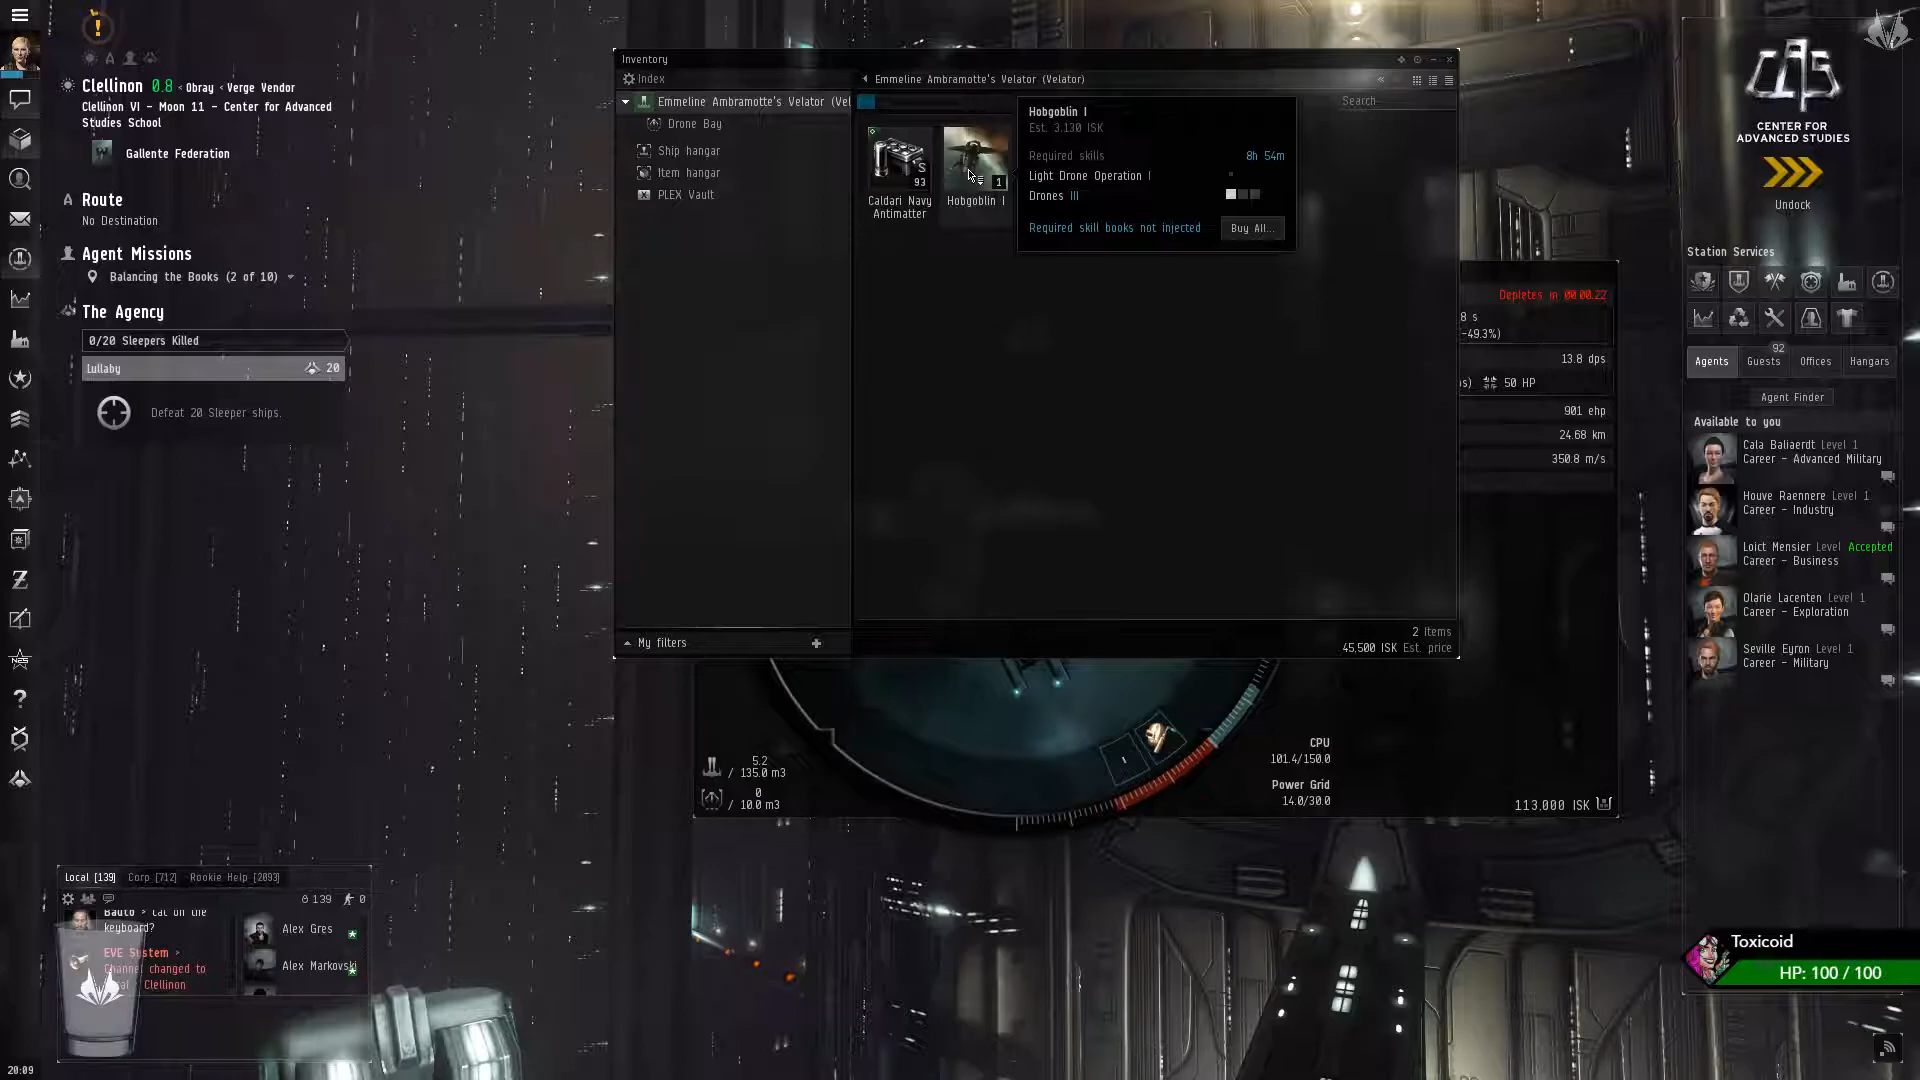 Clellinon 0.8 < Obray < Verge Vendor
Clellinon VI - Moon 11 - Center for Advanced
Studies School
Gallente Federation
Route
No Destination
Agent Missions
Balancing the Books (2 of 10)
The Agency
0/20 Sleepers Killed
Lullaby
20
Defeat 20 Sleeper ships.
Inventory
Index
Emmeline Ambramotte's Velator (Vel
Drone Bay
Ship hangar
Item hangar
PLEX Vault
My filters
Emmeline Ambramotte's Velator (Velator)
Search
93
Caldari Navy
Antimatter
1
Hobgoblin I
Hobgoblin I
Est. 3.130 ISK
Required skills 8h 54m
Light Drone Operation I
Drones III
Required skill books not injected
Buy All...
2 Items
45,500 ISK Est. price
Depletes in 00:00:22
8 s
-49.3%)
13.8 dps
s) 50 HP
901 ehp
24.68 km
350.8 m/s
5.2
/ 135.0 m3
0
/ 10.0 m3
CPU
101.4/150.0
Power Grid
14.0/30.0
113,000 ISK
CENTER FOR
ADVANCED STUDIES
Undock
Station Services
Agents
Guests
92
Offices
Hangars
Agent Finder
Available to you
Cala Baliaerdt Level 1
Career - Advanced Military
Houve Raennere Level 1
Career - Industry
Loict Mensier Level Accepted
Career - Business
Olarie Lacenten Level 1
Career - Exploration
Seville Eyron Level 1
Career - Military
Local [139]
Corp [712]
Rookie Help [2093]
139
0
keyboard?
EVE System >
Channel changed to
Clellinon
Alex Gres
Alex Markovski
Toxicoid
HP: 100 / 100
20:09